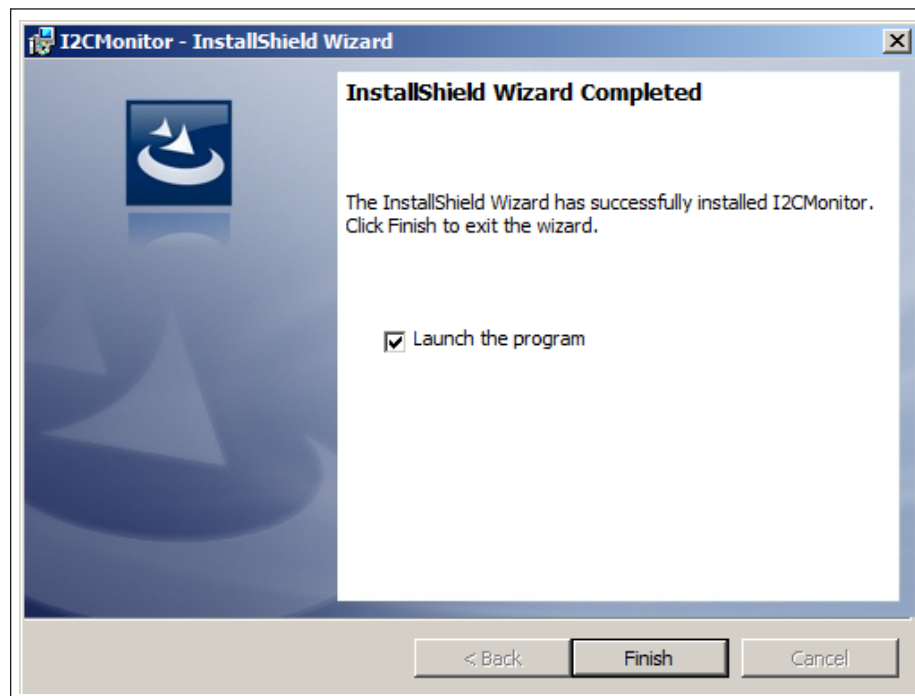 I2CMonitor - InstallShield Wizard
InstallShield Wizard Completed
The InstallShield Wizard has successfully installed I2CMonitor.
Click Finish to exit the wizard.
Launch the program
< Back
Finish
Cancel